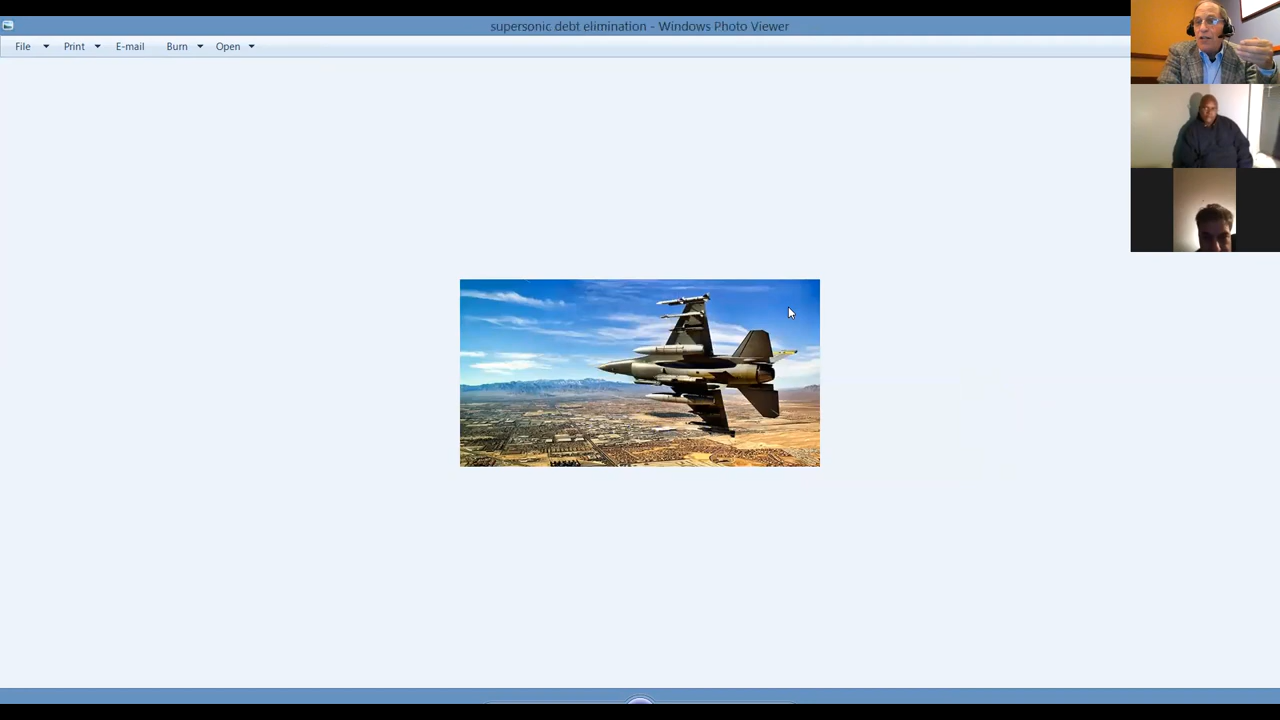 supersonic debt elimination - Windows Photo Viewer
File Print E-mail Burn Open